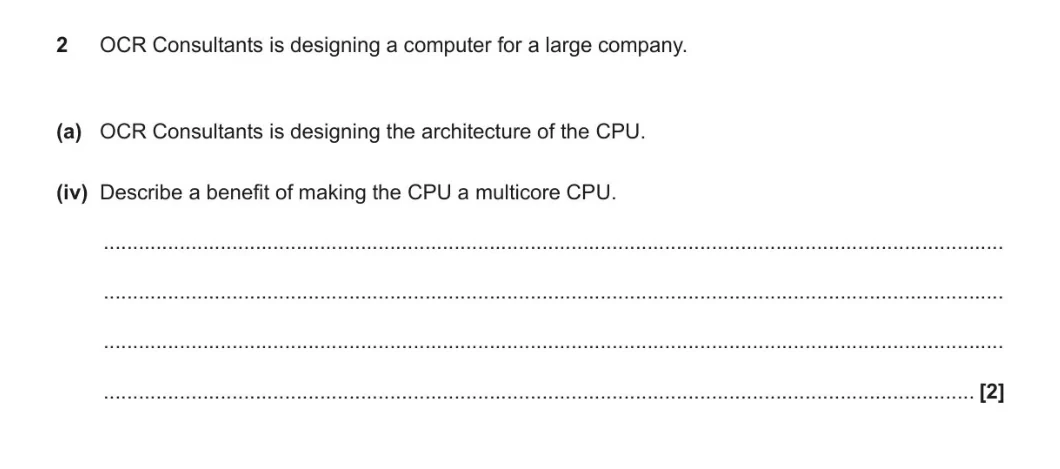 2 OCR Consultants is designing a computer for a large company.
(a) OCR Consultants is designing the architecture of the CPU.
(iv) Describe a benefit of making the CPU a multicore CPU.
[2]